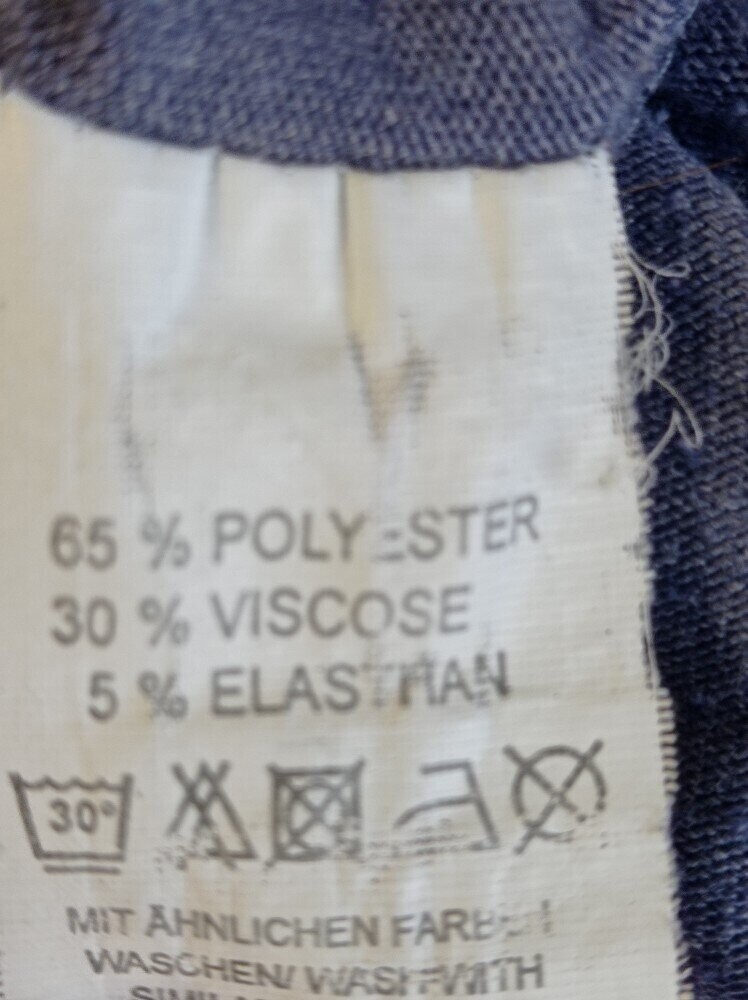 65 % POLYESTER
30 % VISCOSE
5 % ELASTHAN
30°
MIT ÄHNLICHEN FARBEN
WASCHEN/ WASH WITH